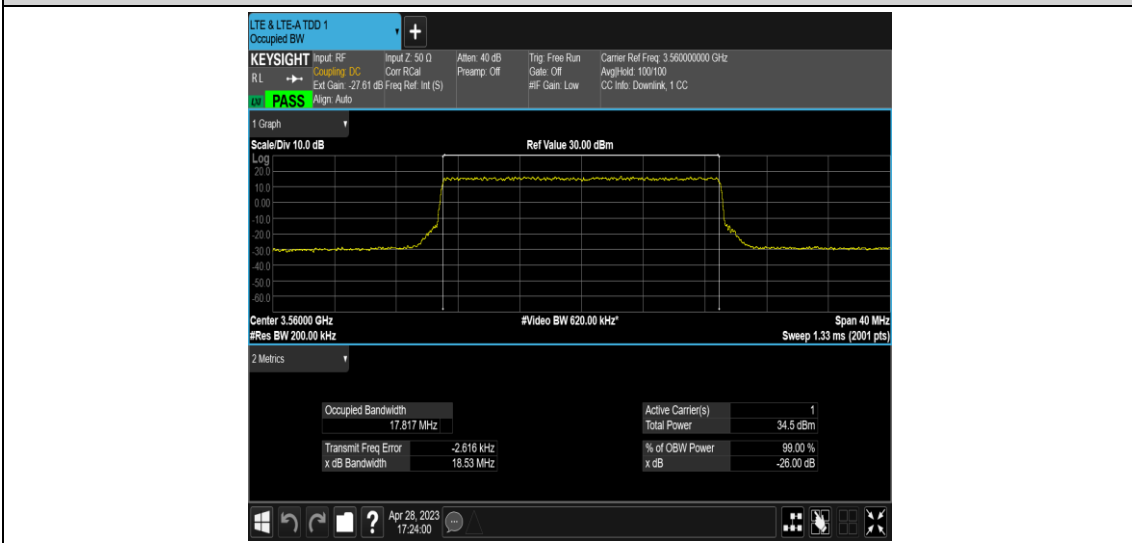 LTE & LTE-A TDD 1
Occupied BW
KEYSIGHT Input: RF Input Z: 50 Ω Atten: 40 dB Trig: Free Run Carrier Ref Freq: 3.560000000 GHz
Coupling: DC Corr RCal Preamp: Off Gate: Off Avg|Hold: 100/100
RL Ext Gain: -27.61 dB Freq Ref: Int (S) #IF Gain: Low CC Info: Downlink, 1 CC
LXI PASS Align: Auto
1 Graph
Scale/Div 10.0 dB Ref Value 30.00 dBm
Log
20.0
10.0
0.00
-10.0
-20.0
-30.0
-40.0
-50.0
-60.0
Center 3.56000 GHz #Video BW 620.00 kHz* Span 40 MHz
#Res BW 200.00 kHz Sweep 1.33 ms (2001 pts)
2 Metrics
Occupied Bandwidth Active Carrier(s) 1
17.817 MHz Total Power 34.5 dBm
Transmit Freq Error -2.616 kHz % of OBW Power 99.00 %
x dB Bandwidth 18.53 MHz x dB -26.00 dB
? Apr 28, 2023
17:24:00